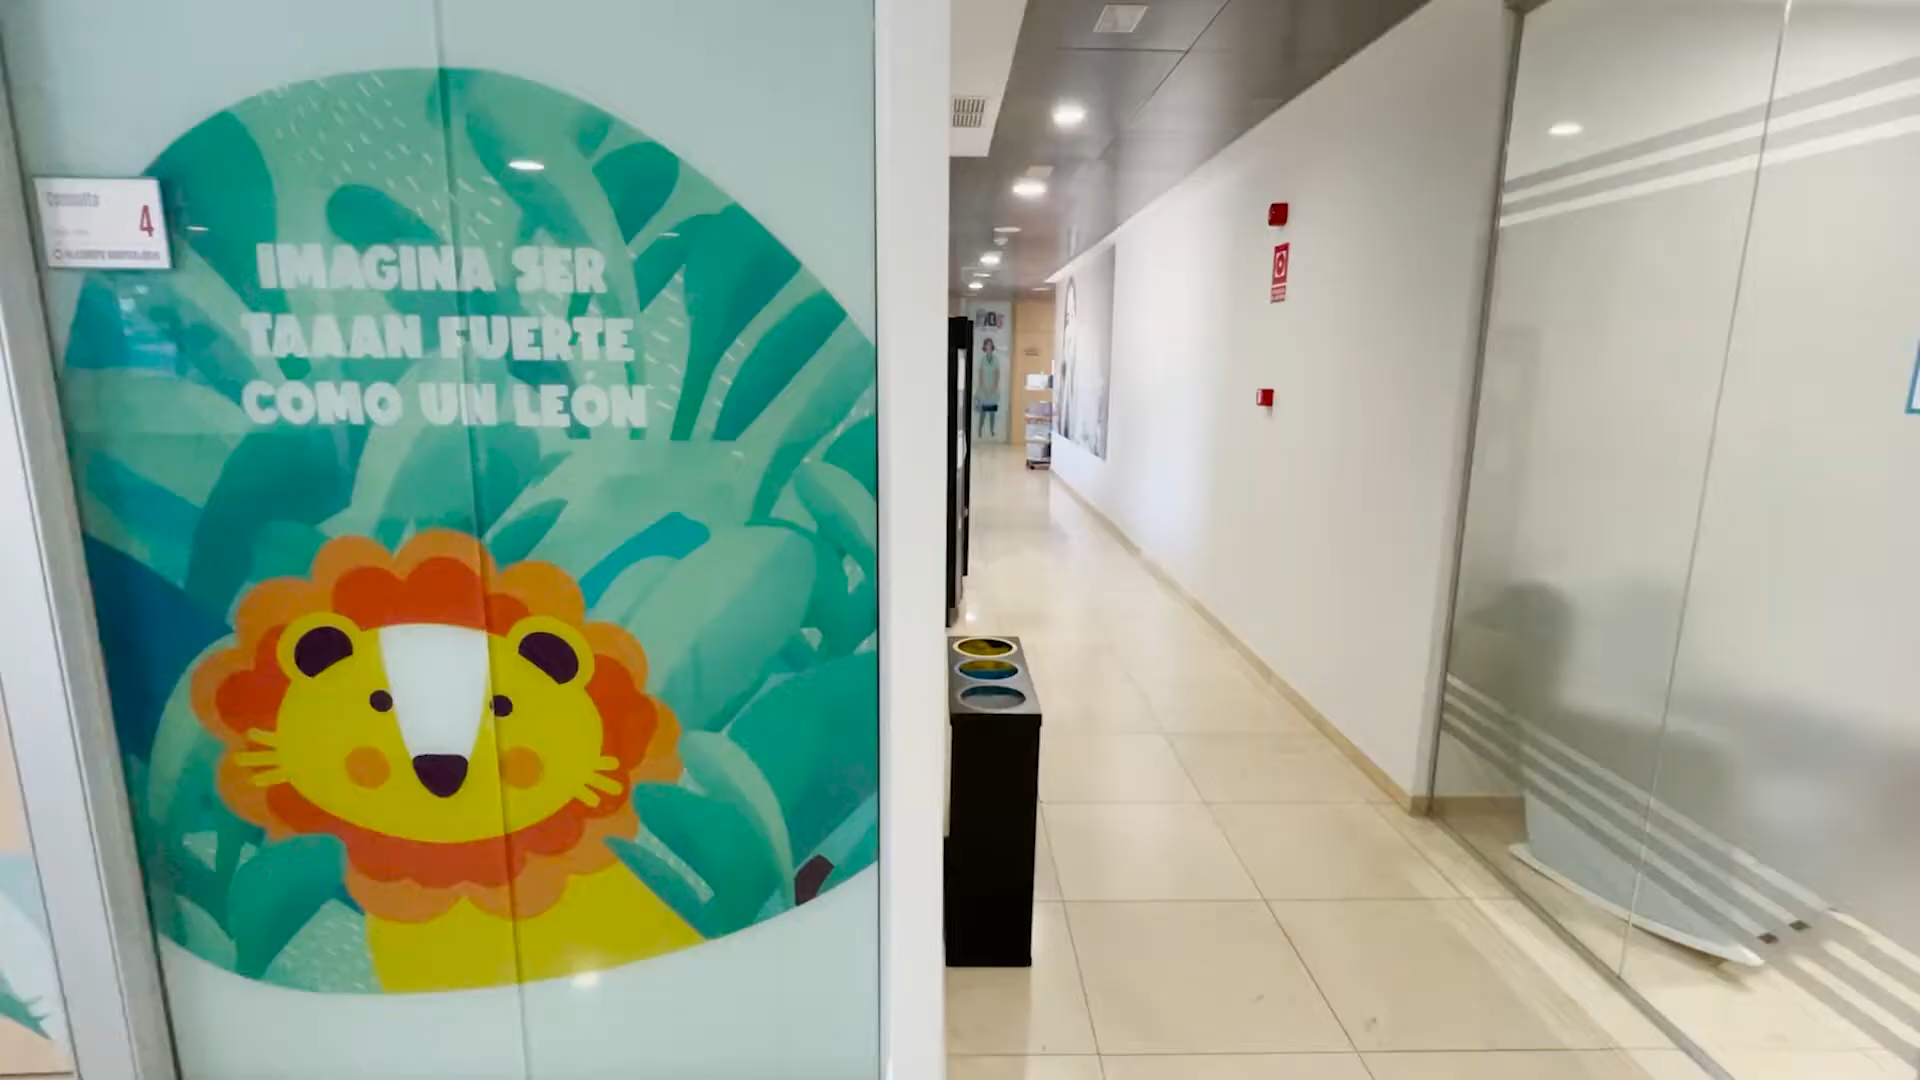 Consulta
4
IMAGINA SER
TAAAN FUERTE
COMO UN LEÓN